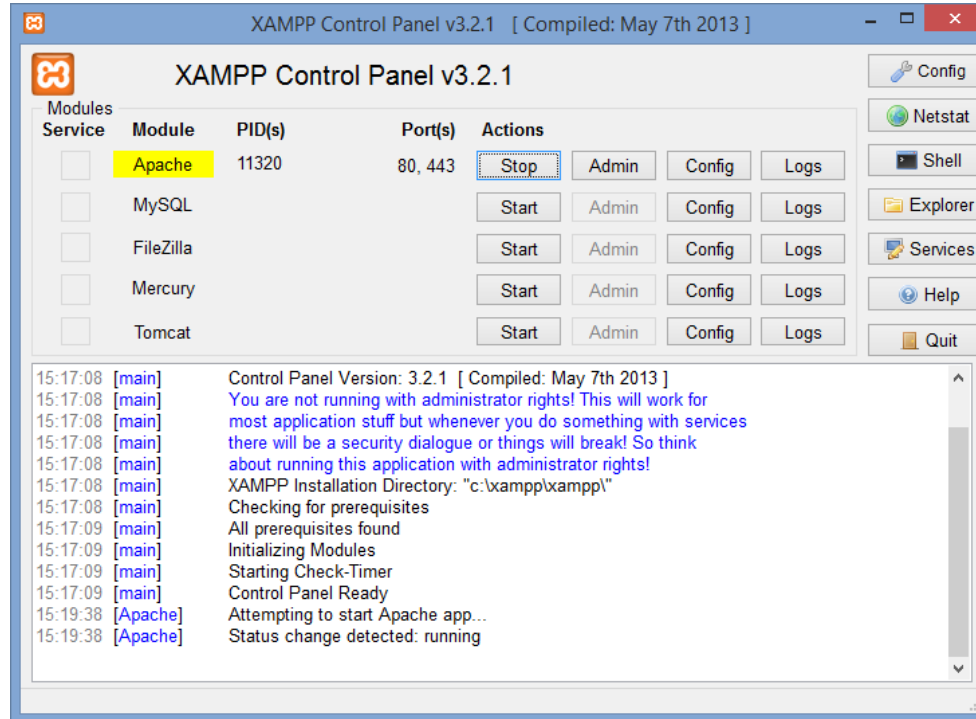 XAMPP Control Panel v3.2.1 [ Compiled: May 7th 2013 ]
XAMPP Control Panel v3.2.1
Config
Netstat
Shell
Explorer
Services
Help
Quit
Modules
Service Module PID(s) Port(s) Actions
Apache 11320 80, 443 Stop Admin Config Logs
MySQL Start Admin Config Logs
FileZilla Start Admin Config Logs
Mercury Start Admin Config Logs
Tomcat Start Admin Config Logs
15:17:08 [main] Control Panel Version: 3.2.1 [ Compiled: May 7th 2013 ]
15:17:08 [main] You are not running with administrator rights! This will work for
15:17:08 [main] most application stuff but whenever you do something with services
15:17:08 [main] there will be a security dialogue or things will break! So think
15:17:08 [main] about running this application with administrator rights!
15:17:08 [main] XAMPP Installation Directory: "c:\xampp\xampp\"
15:17:08 [main] Checking for prerequisites
15:17:09 [main] All prerequisites found
15:17:09 [main] Initializing Modules
15:17:09 [main] Starting Check-Timer
15:17:09 [main] Control Panel Ready
15:19:38 [Apache] Attempting to start Apache app...
15:19:38 [Apache] Status change detected: running